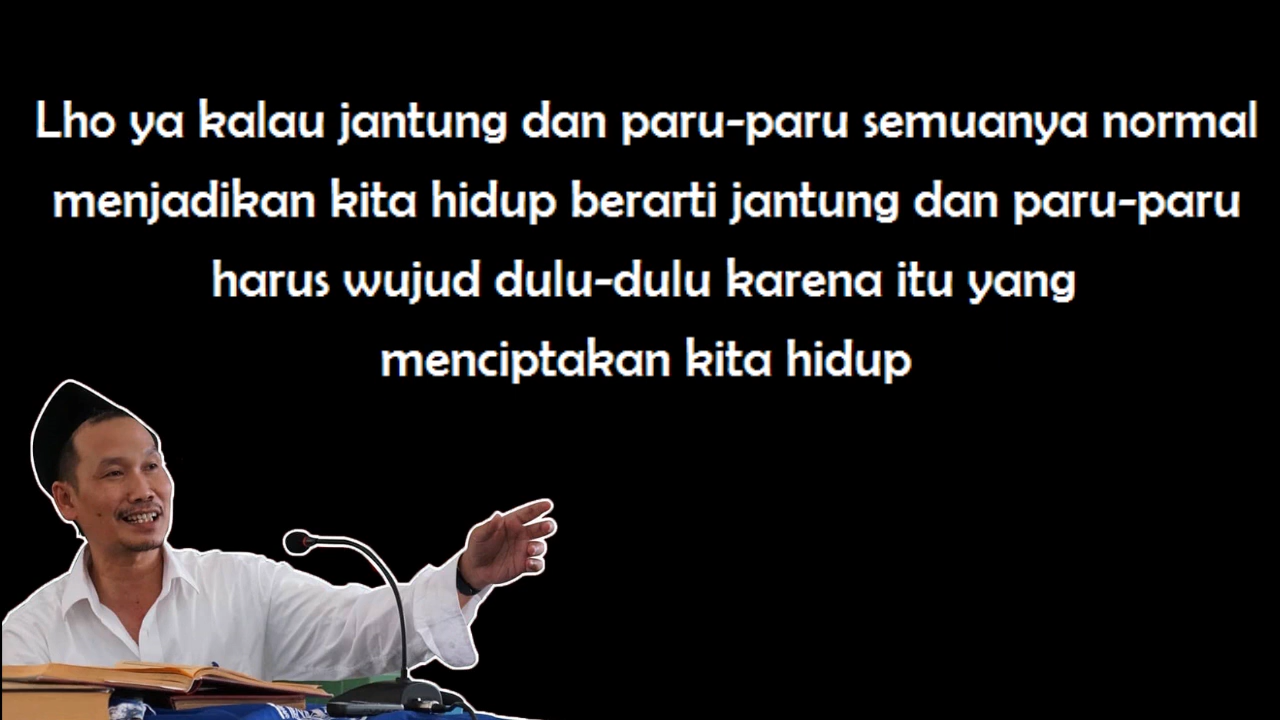 Lho ya kalau jantung dan paru-paru semuanya normal
menjadikan kita hidup berarti jantung dan paru-paru
harus wujud dulu-dulu karena itu yang
menciptakan kita hidup